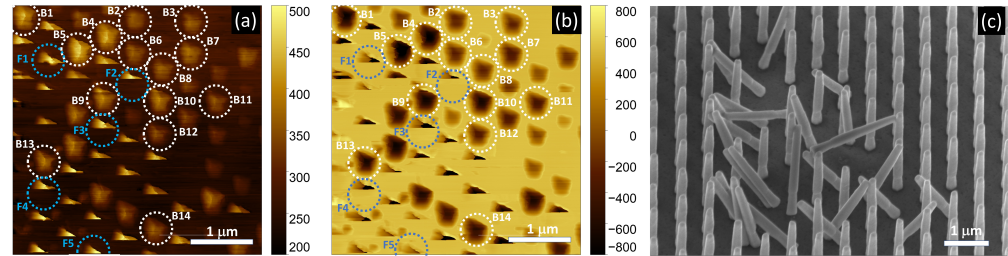 (a)
B1
B2
B3
B4
B5
B6
B7
F1
F2
B8
B9
B10
B11
F3
B12
B13
F4
B14
F5
1 μm
500
450
400
350
300
250
200
(b)
B1
B2
B3
B4
B5
B6
B7
F1
F2
B8
B9
B10
B11
F3
B12
B13
F4
B14
F5
1 μm
800
600
400
200
0
−200
−400
−600
−800
(c)
1 μm